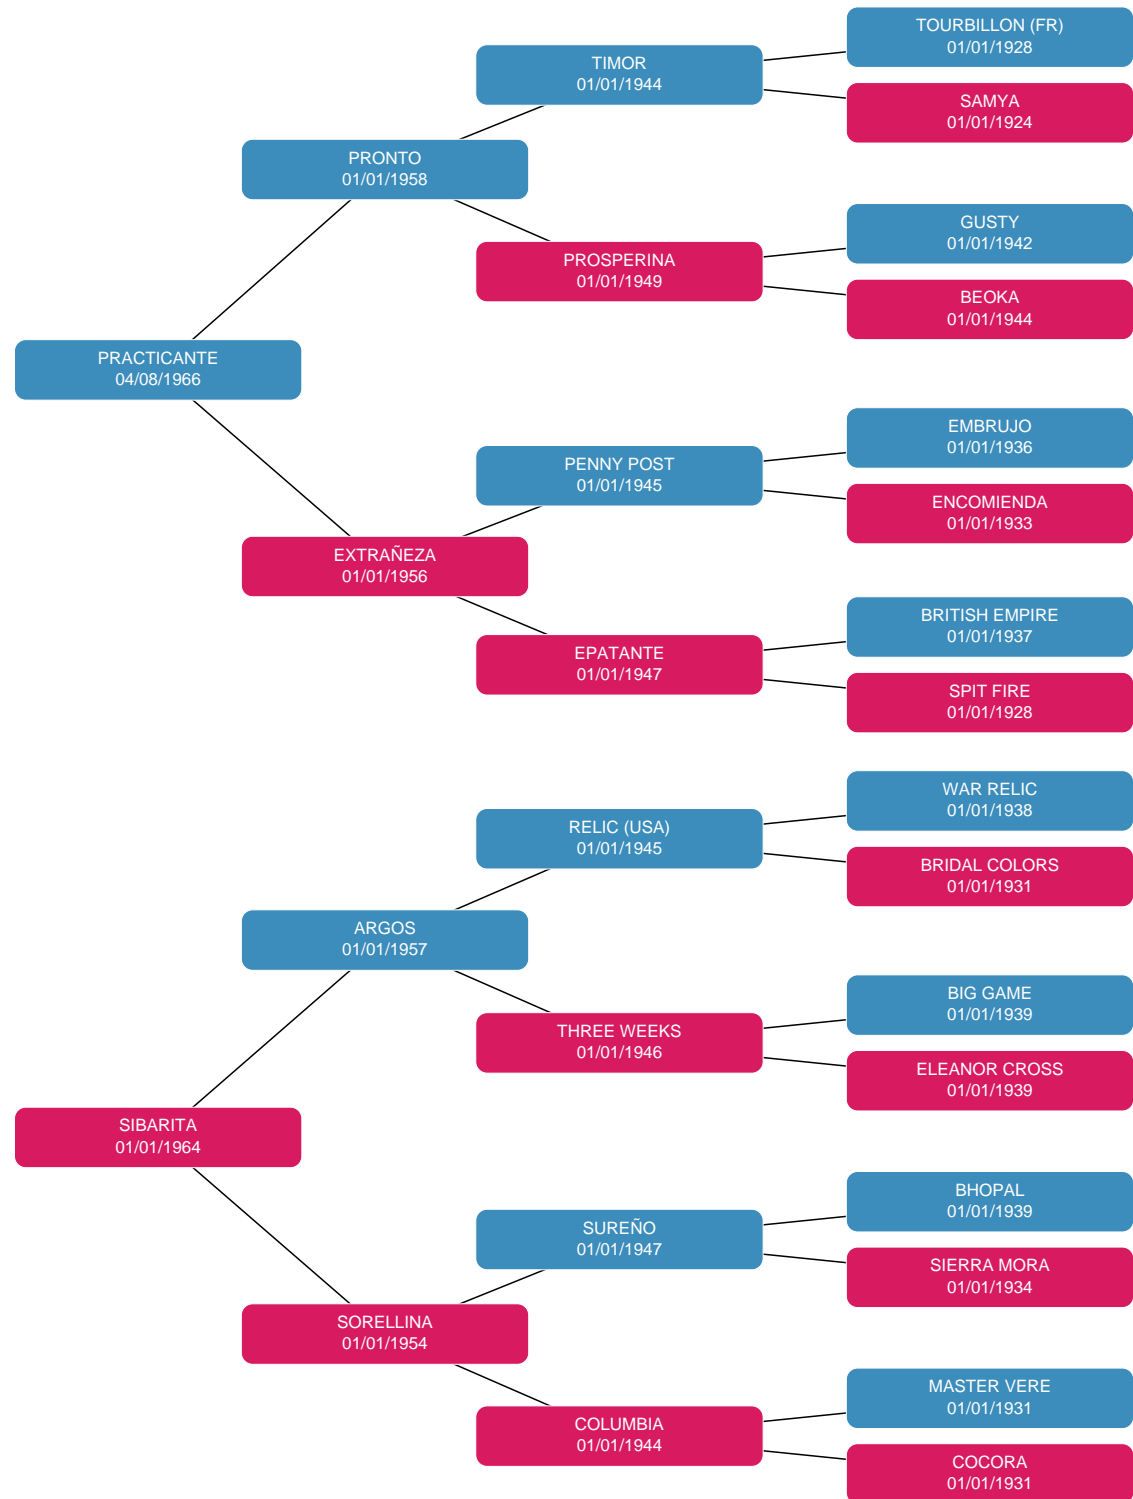 TOURBILLON (FR)
01/01/1928
TIMOR
01/01/1944
SAMYA
01/01/1924
PRONTO
01/01/1958
GUSTY
01/01/1942
PROSPERINA
01/01/1949
BEOKA
01/01/1944
PRACTICANTE
04/08/1966
EMBRUJO
01/01/1936
PENNY POST
01/01/1945
ENCOMIENDA
01/01/1933
EXTRAÑEZA
01/01/1956
BRITISH EMPIRE
01/01/1937
EPATANTE
01/01/1947
SPIT FIRE
01/01/1928
WAR RELIC
01/01/1938
RELIC (USA)
01/01/1945
BRIDAL COLORS
01/01/1931
ARGOS
01/01/1957
BIG GAME
01/01/1939
THREE WEEKS
01/01/1946
ELEANOR CROSS
01/01/1939
SIBARITA
01/01/1964
BHOPAL
01/01/1939
SUREÑO
01/01/1947
SIERRA MORA
01/01/1934
SORELLINA
01/01/1954
MASTER VERE
01/01/1931
COLUMBIA
01/01/1944
COCORA
01/01/1931